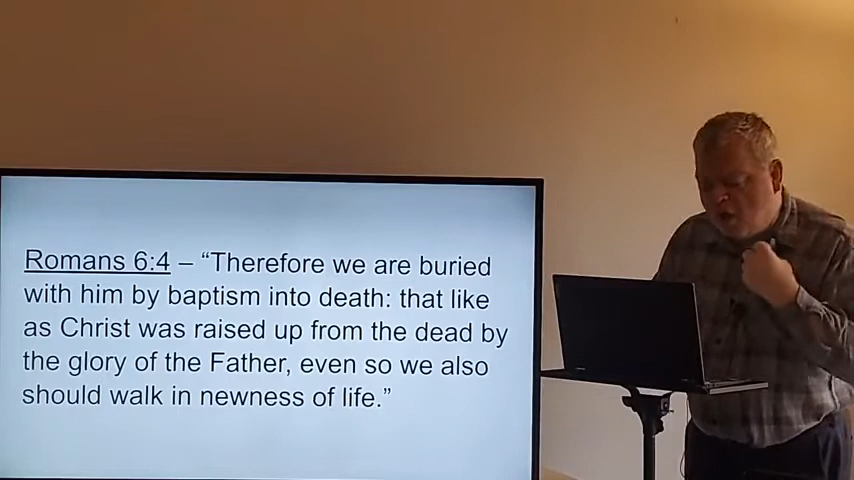 Romans 6:4 – “Therefore we are buried
with him by baptism into death: that like
as Christ was raised up from the dead by
the glory of the Father, even so we also
should walk in newness of life.”